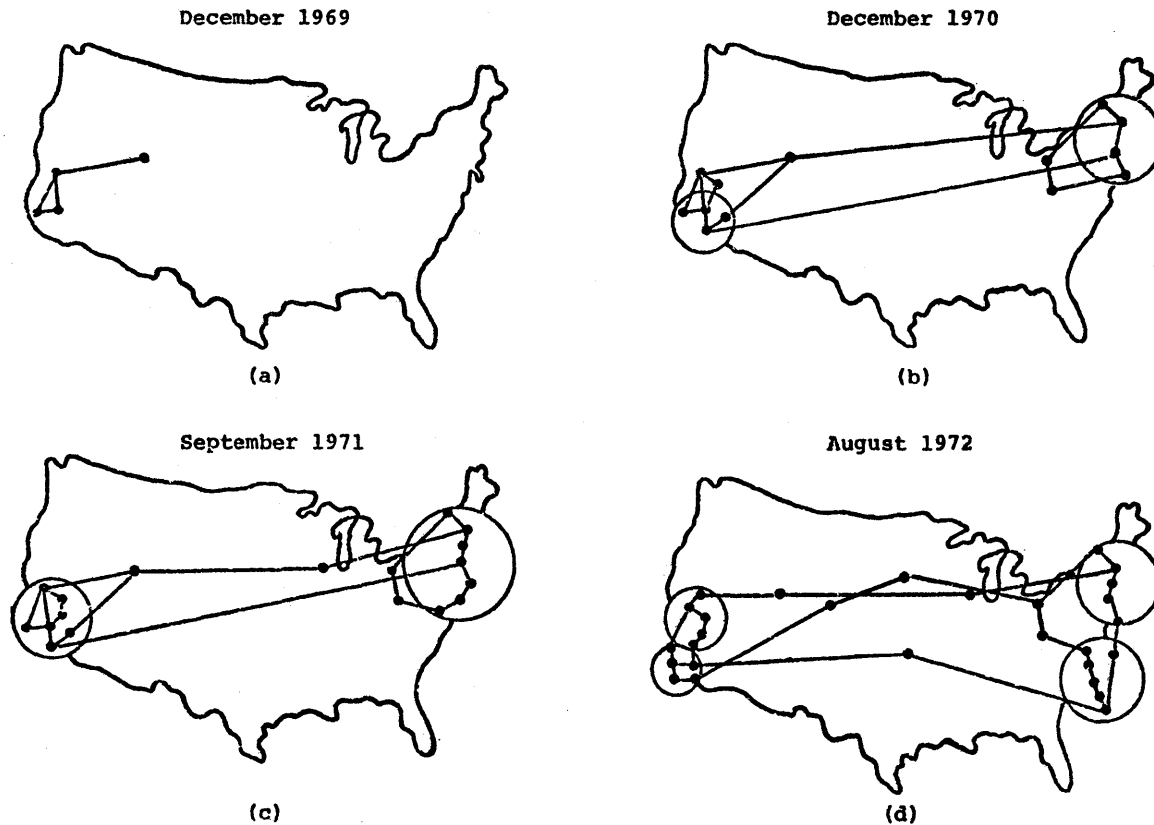 December 1969
December 1970
(a)
(b)
September 1971
August 1972
(c)
(d)